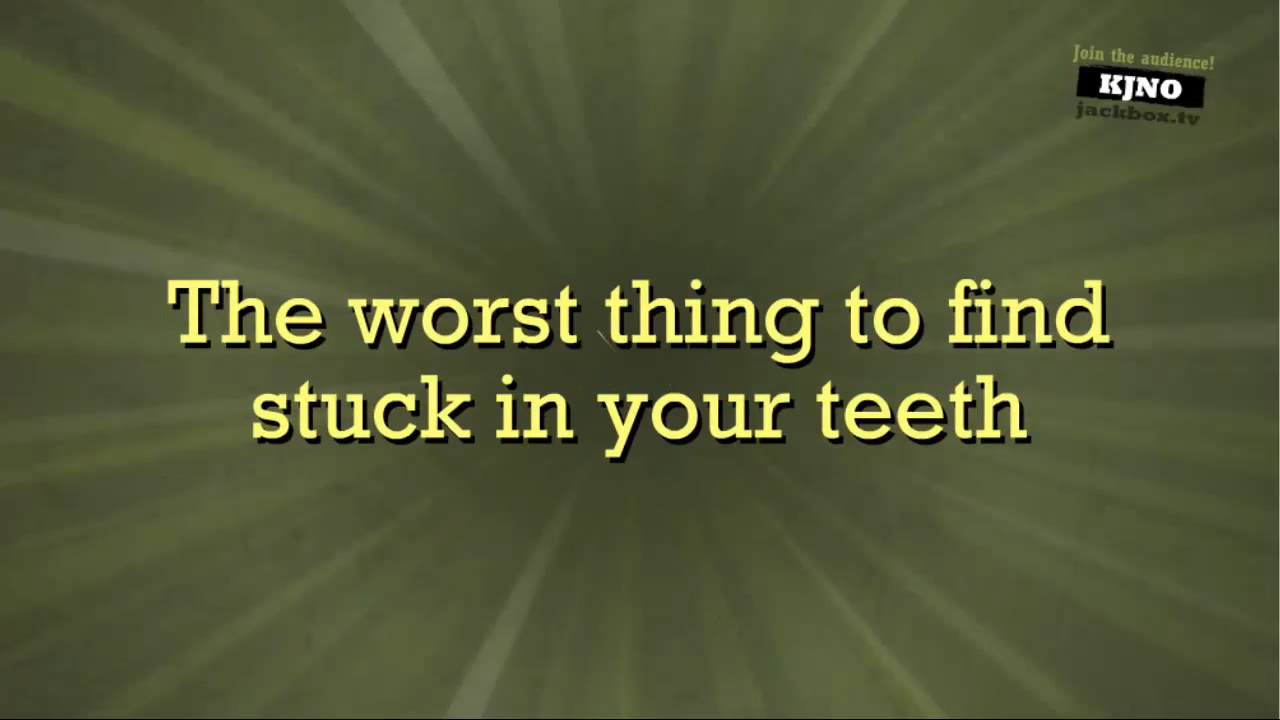 Join the audience!
KJNO
jackbox.tv
The worst thing to find
stuck in your teeth